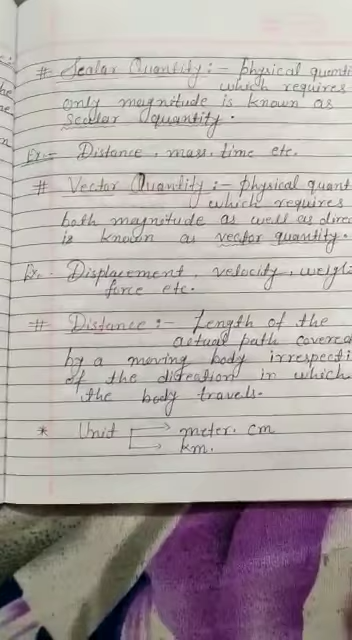 # Scalar Quantity :- physical quanti
which requires
only magnitude is known as
scalar quantity.
Ex:- Distance, mass, time etc.
# Vector Quantity :- physical quant
which requires
both magnitude as well as direc
is known as vector quantity.
Ex.- Displacement, velocity, weight
force etc.
# Distance :- Length of the
actual path covered
by a moving body irrespecti
of the direction in which
the body travels.
* Unit → meter. cm
→ km.